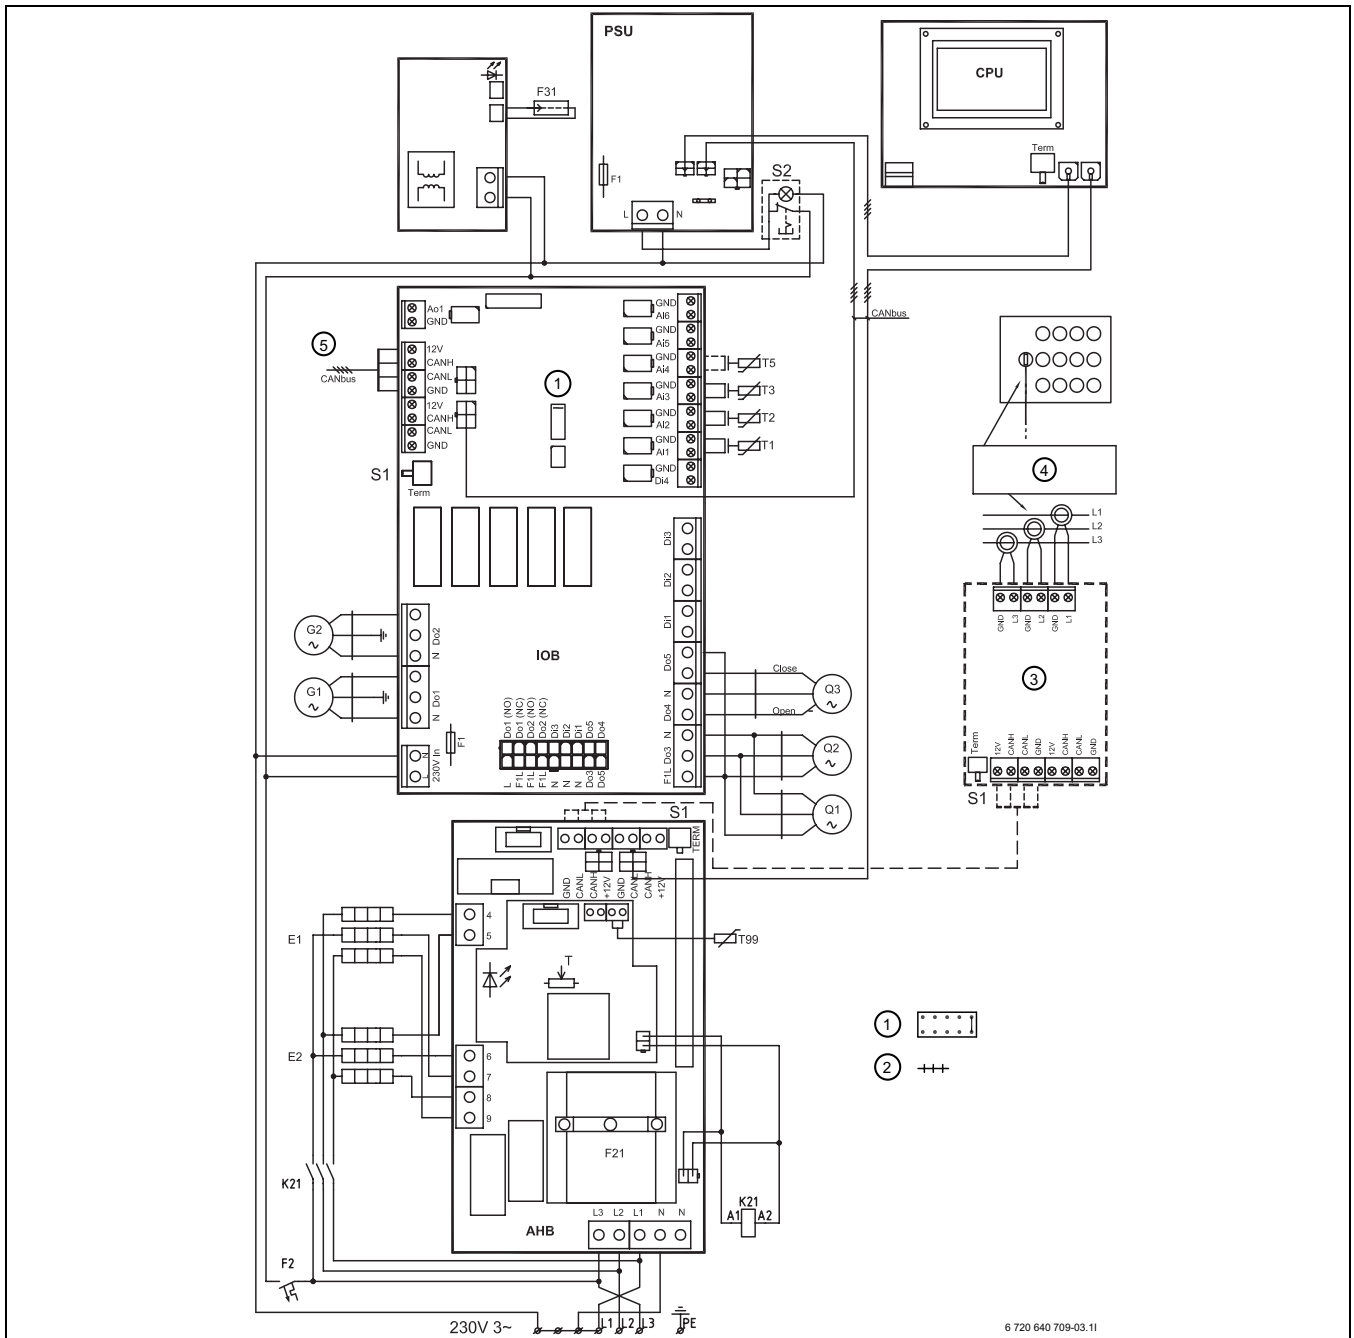 PSU
CPU
F31
Term
F1
S2
L
N
Ao1
GND
GND
AI6
GND
Ai5
GND
Ai4
GND
Ai3
GND
AI2
GND
AI1
GND
Di4
CANbus
5
CANbus
12V
CANH
CANL
GND
12V
CANH
CANL
GND
1
T5
T3
T2
T1
S1
Term
4
L1
L2
L3
GND
L3
GND
L2
GND
L1
3
Term
12V
CANH
CANL
GND
12V
CANH
CANL
GND
S1
Di3
Di2
Di1
Do5
N
Do4
N
Do3
F1L
G2
Do2
N
G1
Do1
N
IOB
Close
Q3
Open
Q2
Q1
F1
N
L
230V In
Do1 (NO)
Do1 (NC)
Do2 (NO)
Do2 (NC)
Di3
Di2
Di1
Do5
Do4
L
F1L
F1L
F1L
N
N
N
Do3
Do5
S1
TERM
GND
CANL
CANH
+12V
GND
CANL
CANH
+12V
E1
4
5
T99
T
E2
6
7
8
9
1
2
F21
K21
K21
A1
A2
L3 L2 L1 N N
AHB
F2
230V 3~
L1
L2
L3
PE
6 720 640 709-03.1I